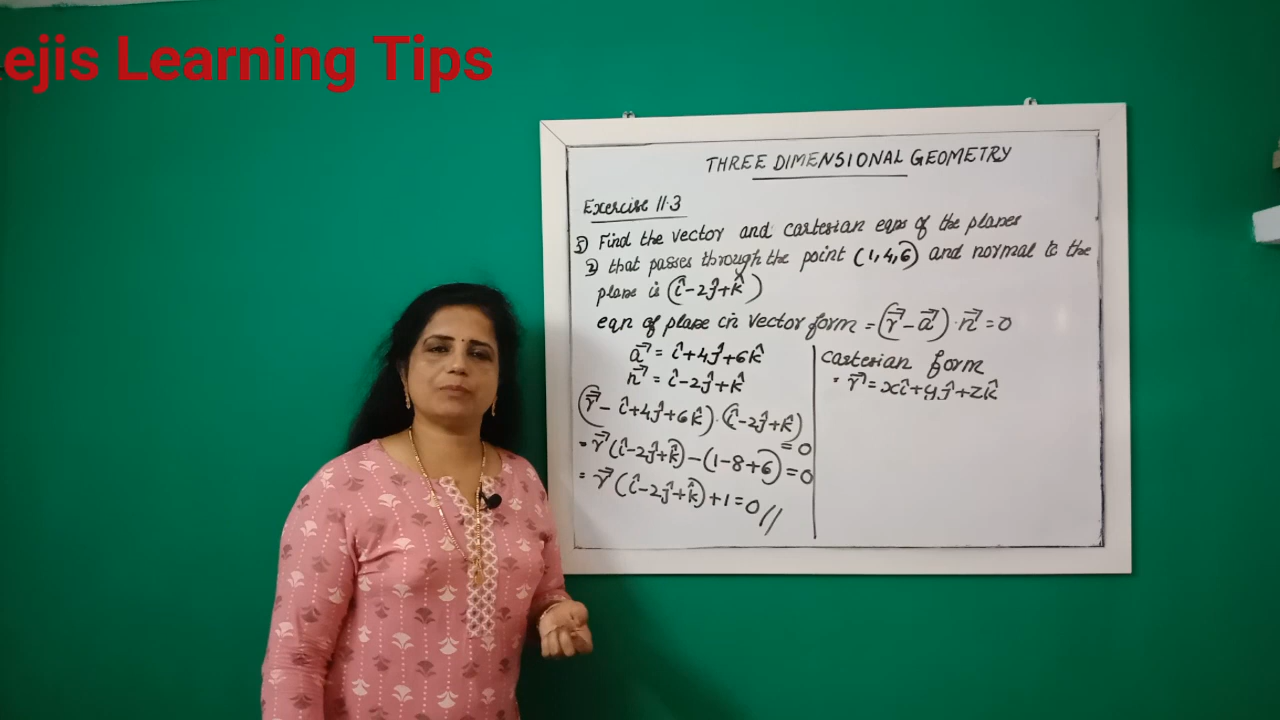 ejis Learning Tips
THREE DIMENSIONAL GEOMETRY
Exercise 11.3
5) Find the vector and cartesian eqns of the planes
2) that passes through the point (1,4,6) and normal to the
plane is (î-2ĵ+k̂)
eqn of plane in vector form = (r⃗ - a⃗) · n⃗ = 0
a⃗ = î+4ĵ+6k̂
n⃗ = î-2ĵ+k̂
(r⃗ - î+4ĵ+6k̂) · (î-2ĵ+k̂)
= 0
= r⃗ (î-2ĵ+k̂) - (1-8+6) = 0
= r⃗ (î-2ĵ+k̂) + 1 = 0 //
Cartesian form
r⃗ = xî+yĵ+zk̂